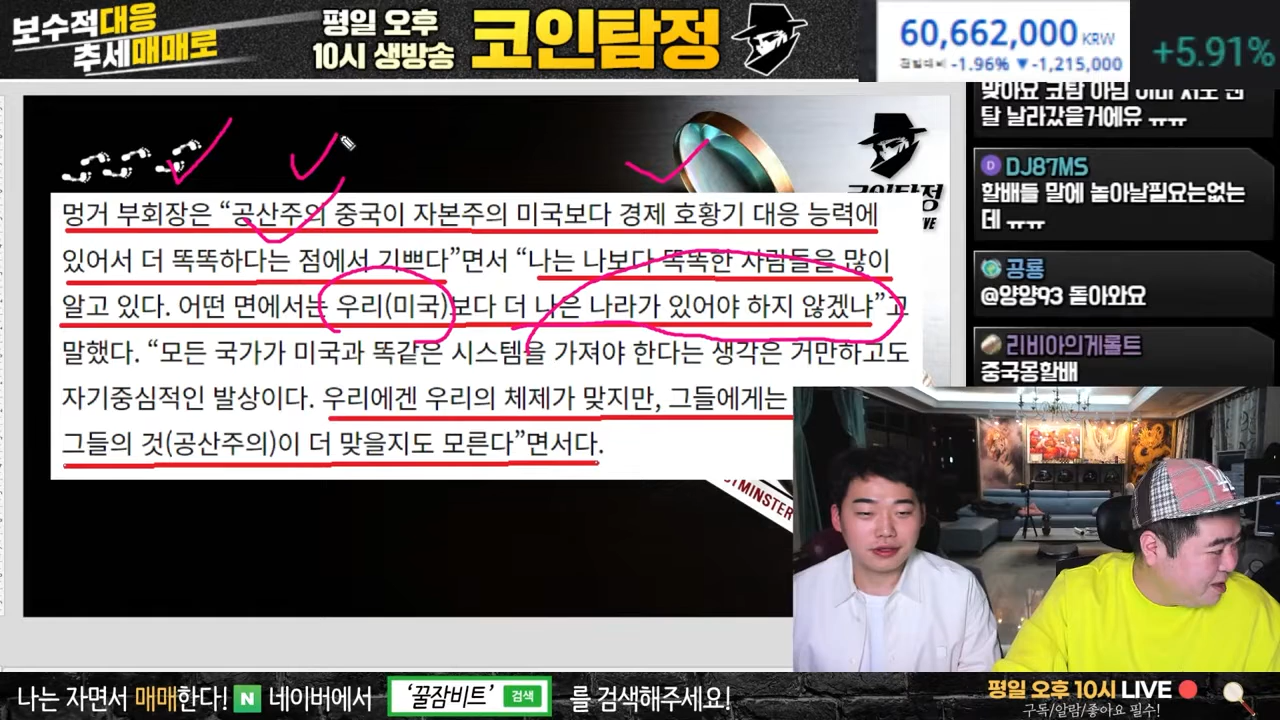 보수적대응
추세매매로
평일 오후
10시 생방송
코인탐정
60,662,000 KRW
전일대비 -1.96% ▼-1,215,000
+5.91%
탈 날라갔을거에유 ㅠㅠ
DJ87MS
할배들 말에 놀아날필요는없는
데 ㅠㅠ
공룡
@양양93 돌아와요
리비아의게롤트
중국몽할배
코인탐정
멍거 부회장은 “공산주의 중국이 자본주의 미국보다 경제 호황기 대응 능력에
있어서 더 똑똑하다는 점에서 기쁘다”면서 “나는 나보다 똑똑한 사람들을 많이
알고 있다. 어떤 면에서는 우리(미국)보다 더 나은 나라가 있어야 하지 않겠냐”고
말했다. “모든 국가가 미국과 똑같은 시스템을 가져야 한다는 생각은 거만하고도
자기중심적인 발상이다. 우리에겐 우리의 체제가 맞지만, 그들에게는
그들의 것(공산주의)이 더 맞을지도 모른다”면서다.
나는 자면서 매매한다! N 네이버에서 ‘꿀잠비트’ 검색 를 검색해주세요!
평일 오후 10시 LIVE
구독/알람/좋아요 필수!